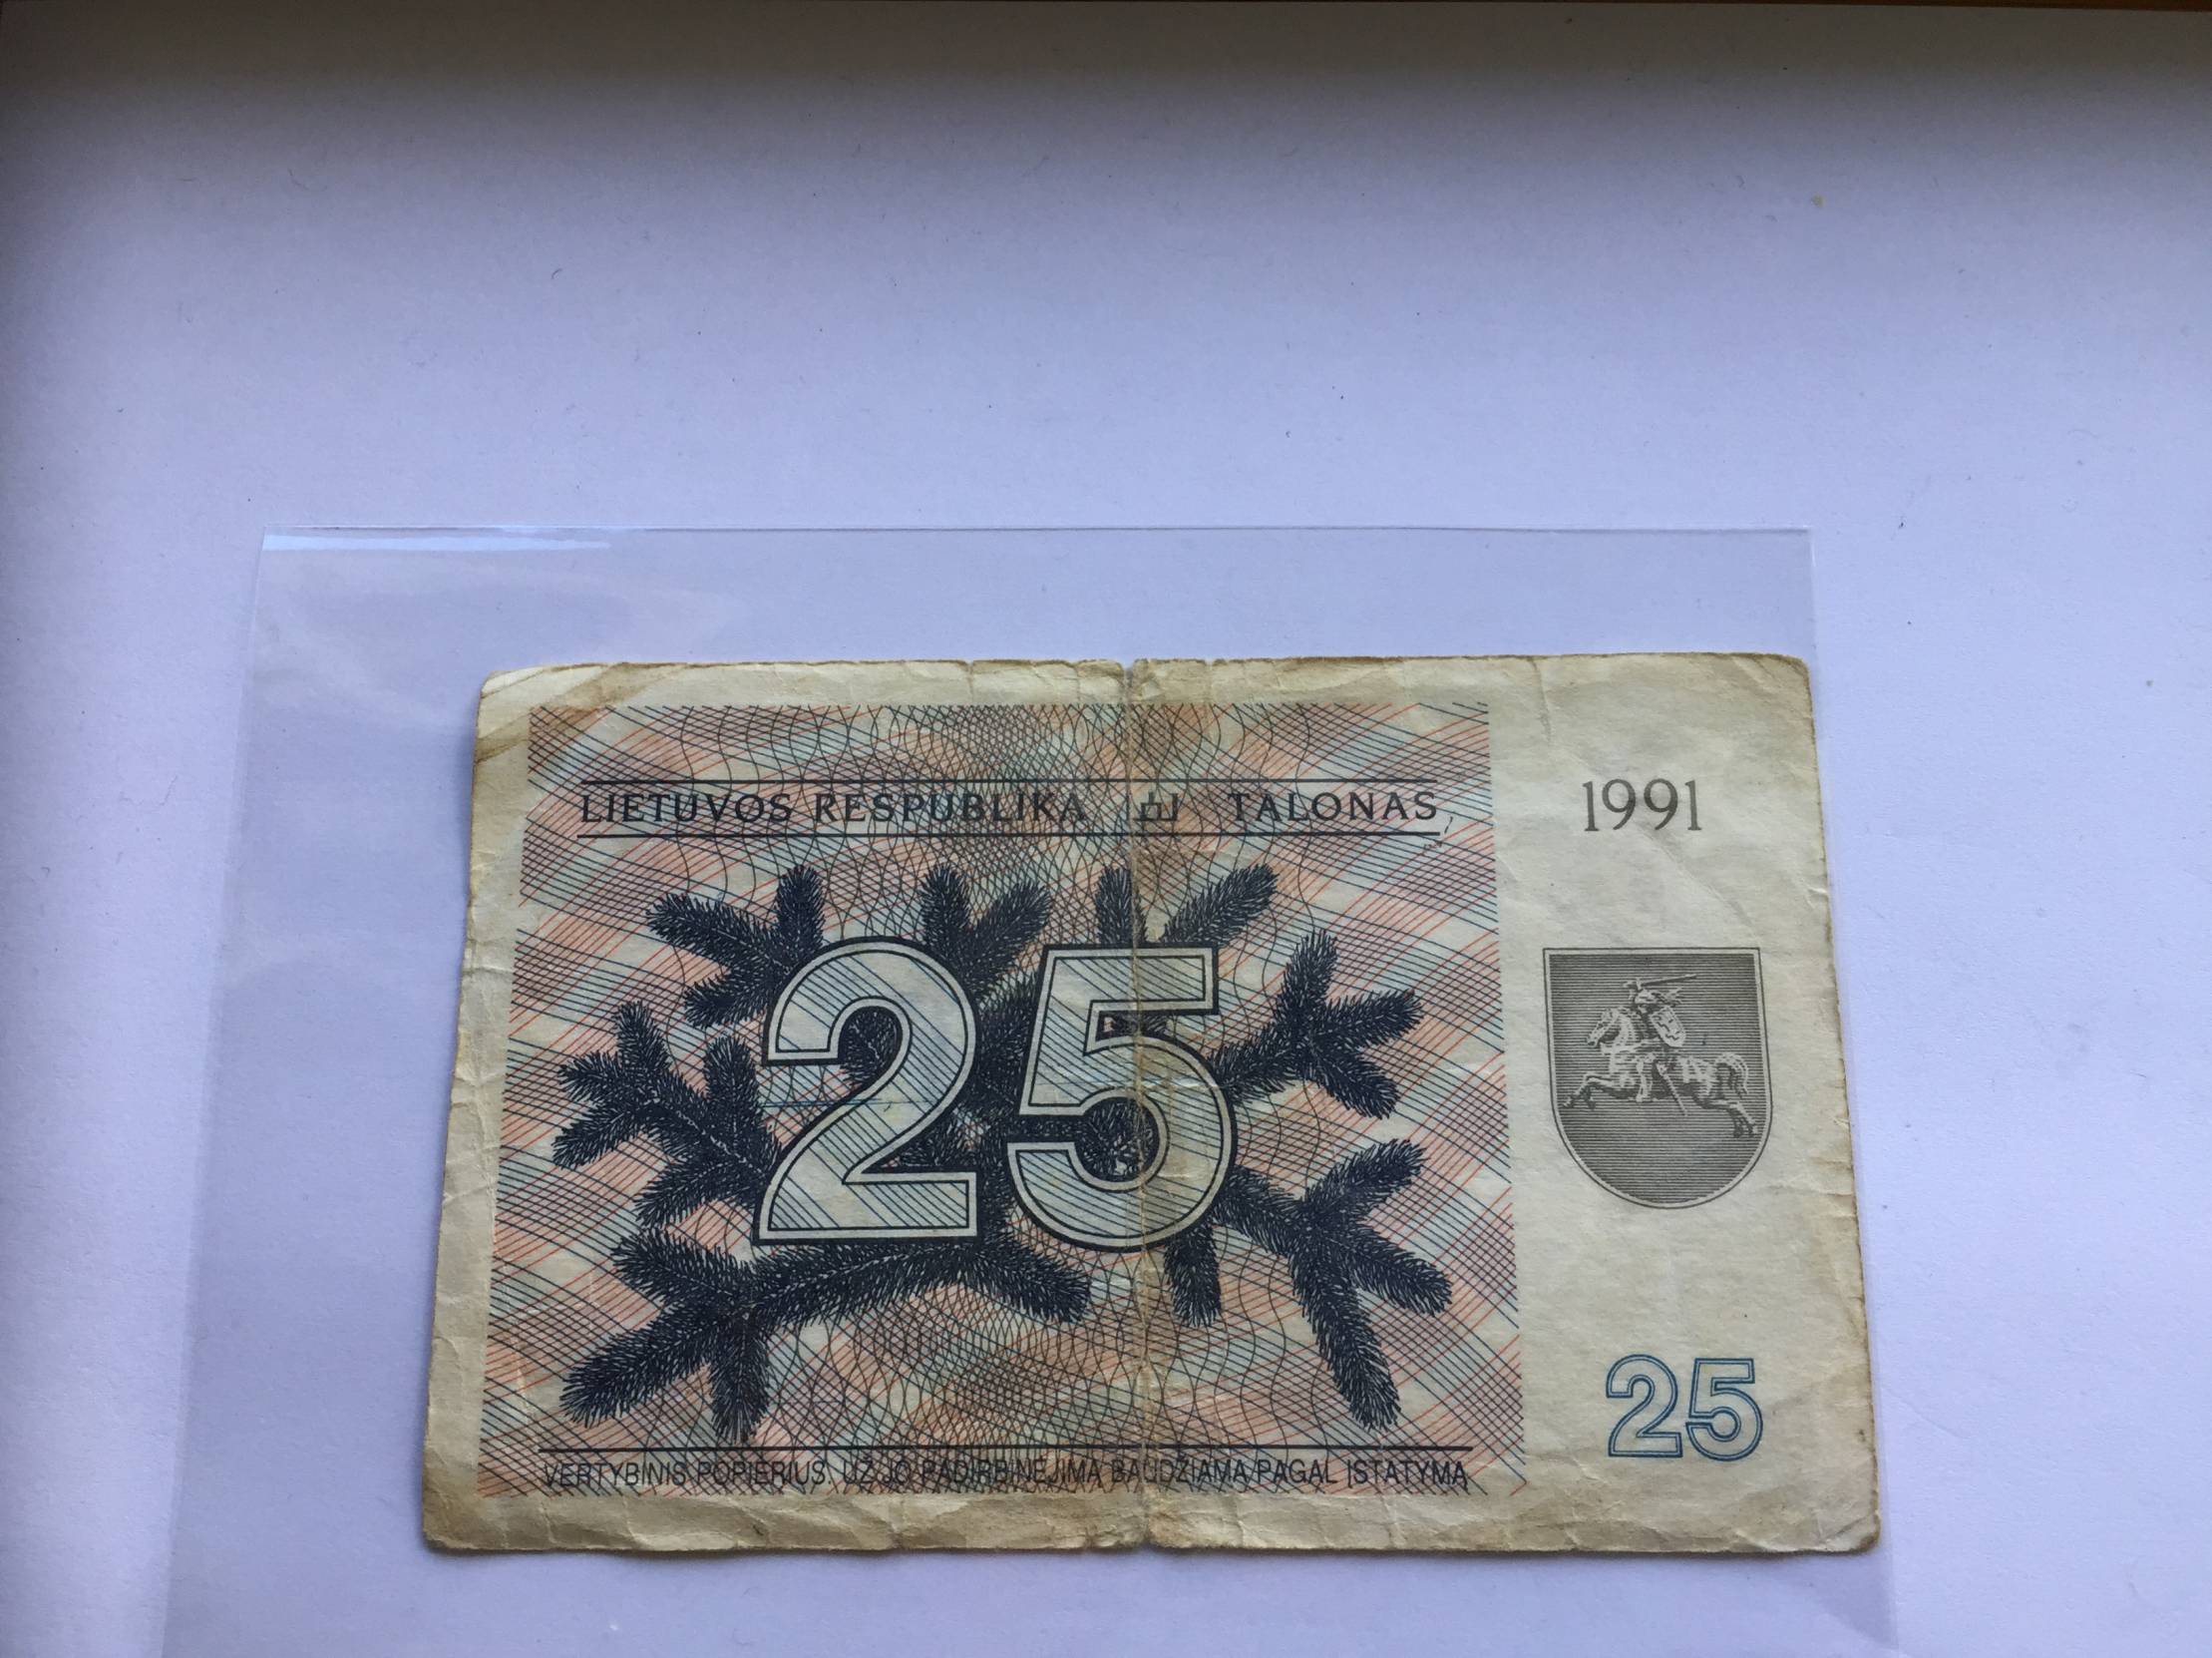 LIETUVOS RESPUBLIKA TALONAS
1991
25
25
VERTYBINIS POPIERIUS. UŽ JO PADIRBINĖJIMĄ BAUDŽIAMA PAGAL ĮSTATYMĄ